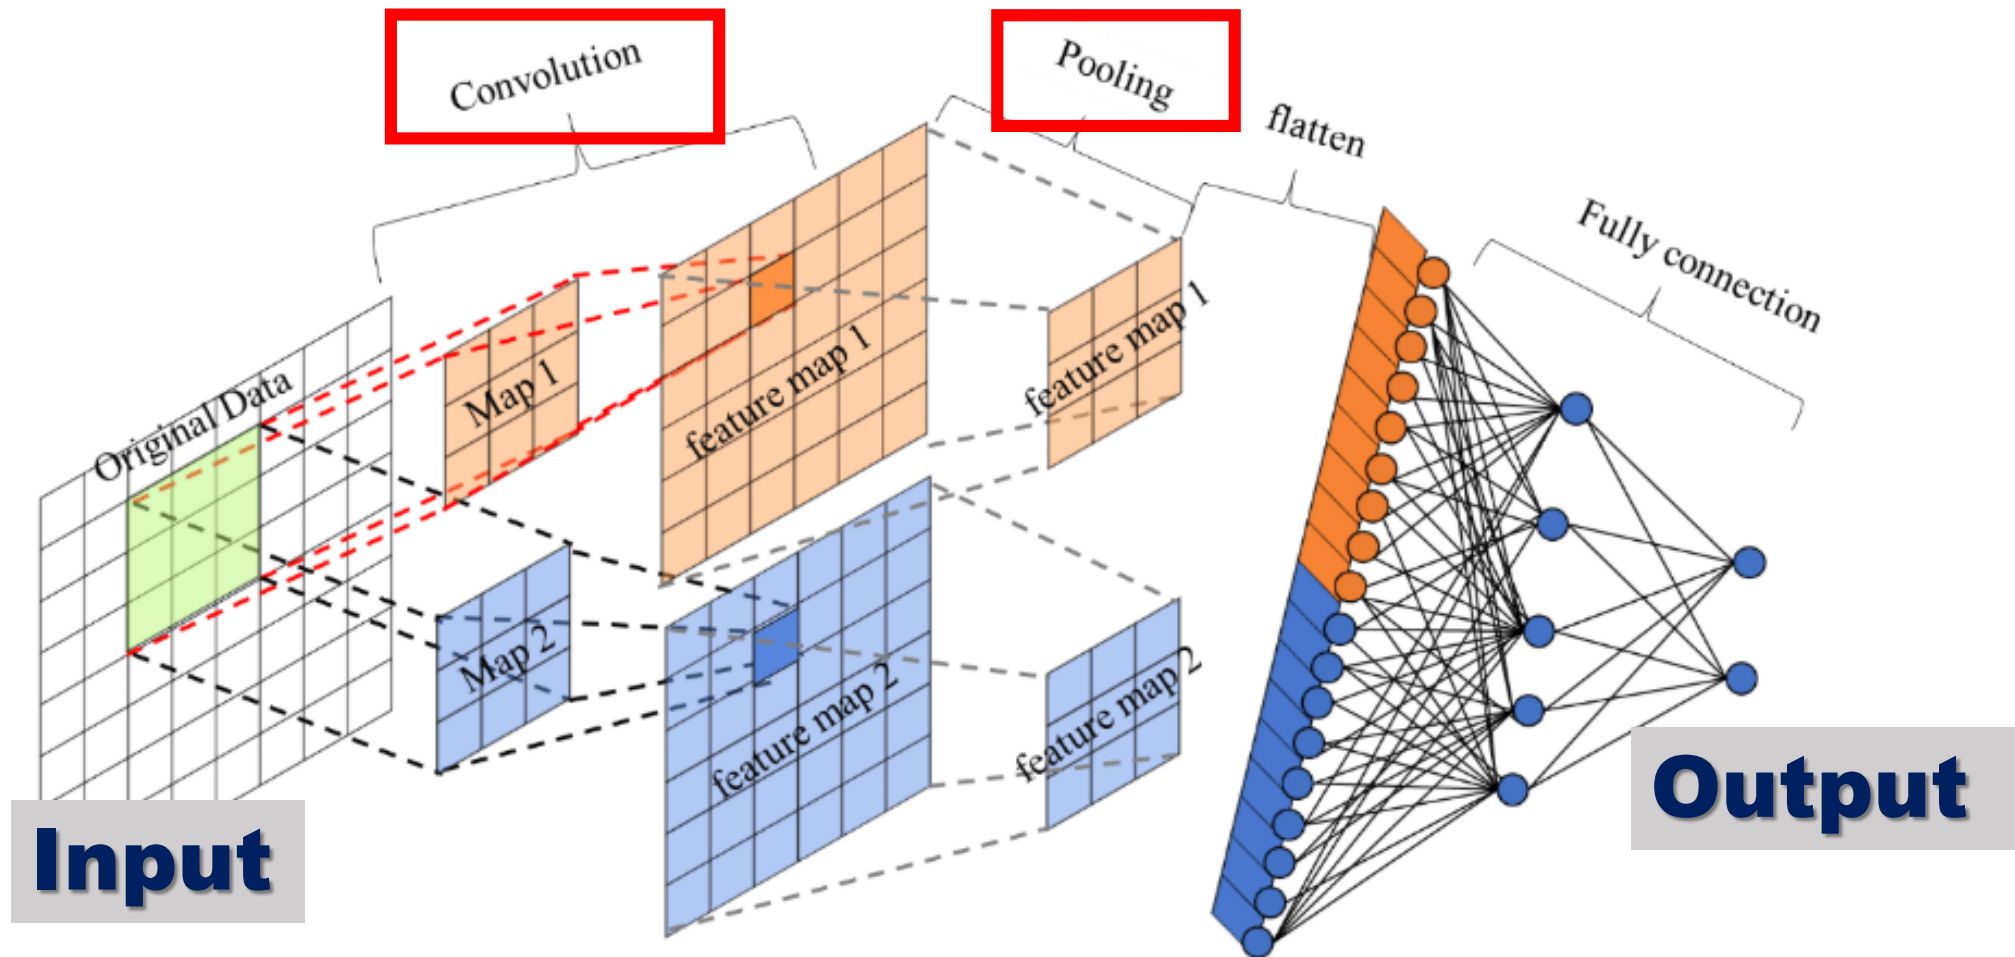 Convolution
Pooling
flatten
Fully connection
Original Data
Map 1
feature map 1
feature map 1
Map 2
feature map 2
feature map 2
Input
Output